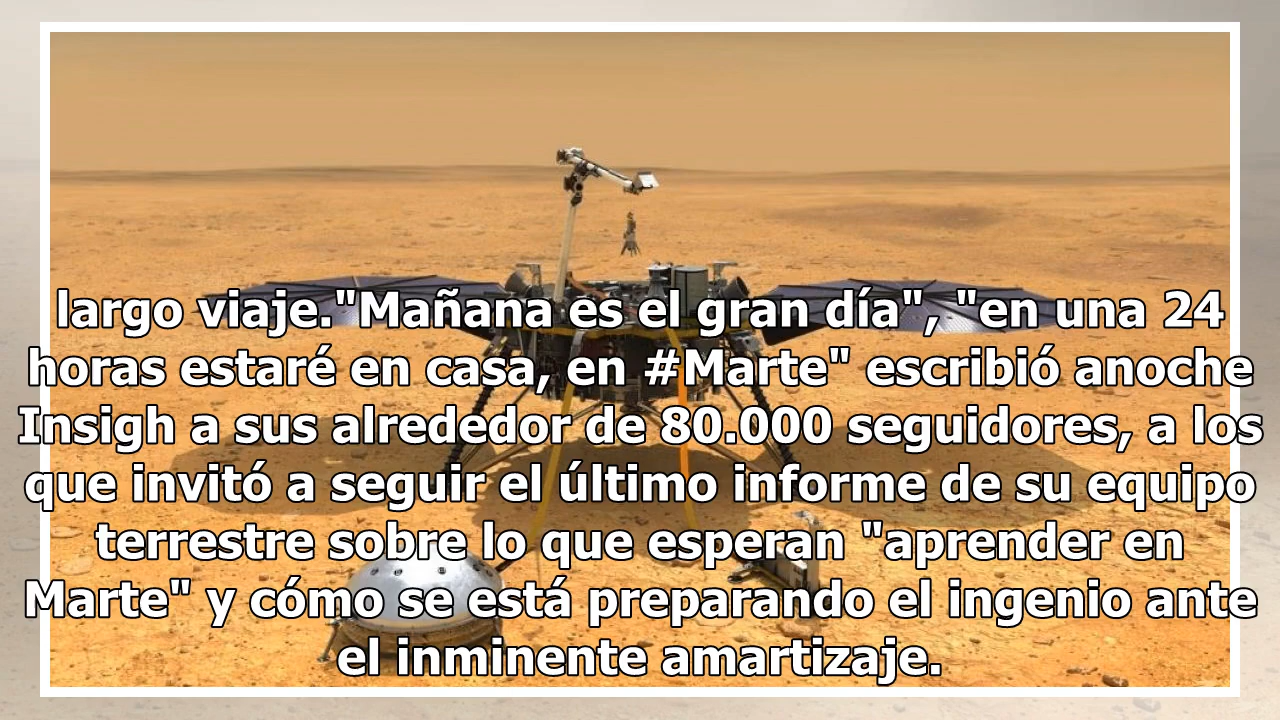 largo viaje."Mañana es el gran día", "en una 24
horas estaré en casa, en #Marte" escribió anoche
Insigh a sus alrededor de 80.000 seguidores, a los
que invitó a seguir el último informe de su equipo
terrestre sobre lo que esperan "aprender en
Marte" y cómo se está preparando el ingenio ante
el inminente amartizaje.